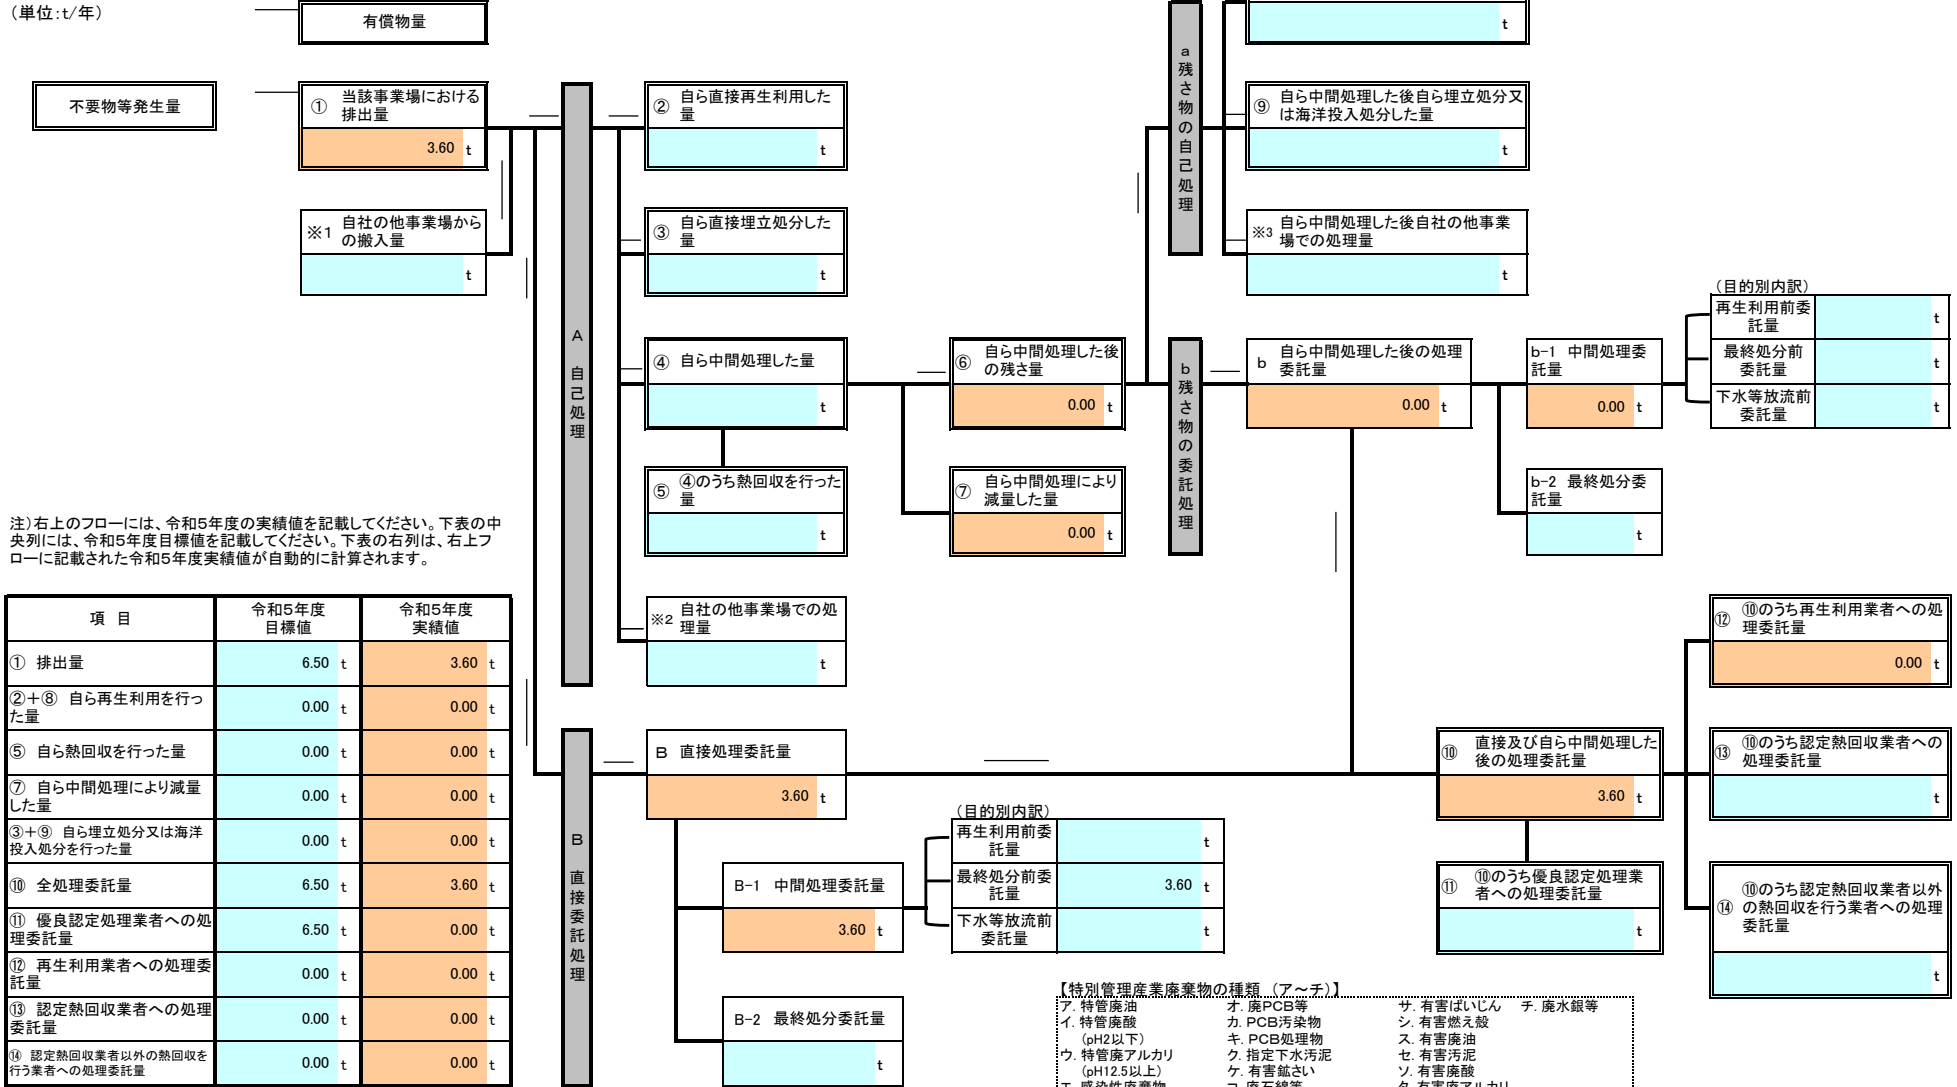 （単位:t/年）
有償物量
不要物等発生量
① 当該事業場における
排出量
3.60 t
※1 自社の他事業場から
の搬入量
t
A 自己処理
② 自ら直接再生利用した
量
t
③ 自ら直接埋立処分した
量
t
④ 自ら中間処理した量
t
⑤ ④のうち熱回収を行った
量
t
※2 自社の他事業場での処
理量
t
⑥ 自ら中間処理した後
の残さ量
0.00 t
⑦ 自ら中間処理により
減量した量
0.00 t
a 残さ物の自己処理
t
⑨ 自ら中間処理した後自ら埋立処分又
は海洋投入処分した量
t
※3 自ら中間処理した後自社の他事業
場での処理量
t
b 残さ物の委託処理
b 自ら中間処理した後の処理
委託量
0.00 t
b-1 中間処理委
託量
0.00 t
（目的別内訳）
再生利用前委
託量
t
最終処分前
委託量
t
下水等放流前
委託量
t
b-2 最終処分委
託量
t
注）右上のフローには、令和5年度の実績値を記載してください。下表の中
央列には、令和5年度目標値を記載してください。下表の右列は、右上フ
ローに記載された令和5年度実績値が自動的に計算されます。
項 目 令和5年度 目標値 令和5年度 実績値
① 排出量 6.50 t 3.60 t
②＋⑧ 自ら再生利用を行っ
た量 0.00 t 0.00 t
⑤ 自ら熱回収を行った量 0.00 t 0.00 t
⑦ 自ら中間処理により減量
した量 0.00 t 0.00 t
③＋⑨ 自ら埋立処分又は海洋
投入処分を行った量 0.00 t 0.00 t
⑩ 全処理委託量 6.50 t 3.60 t
⑪ 優良認定処理業者への処
理委託量 6.50 t 0.00 t
⑫ 再生利用業者への処理委
託量 0.00 t 0.00 t
⑬ 認定熱回収業者への処理
委託量 0.00 t 0.00 t
⑭ 認定熱回収業者以外の熱回収を
行う業者への処理委託量 0.00 t 0.00 t
B 直接委託処理
B 直接処理委託量
3.60 t
B-1 中間処理委託量
3.60 t
（目的別内訳）
再生利用前委
託量
t
最終処分前委
託量
3.60 t
下水等放流前
委託量
t
B-2 最終処分委託量
t
⑩ 直接及び自ら中間処理した
後の処理委託量
3.60 t
⑪ ⑩のうち優良認定処理業
者への処理委託量
t
⑫ ⑩のうち再生利用業者への処
理委託量
0.00 t
⑬ ⑩のうち認定熱回収業者への
処理委託量
t
⑭ ⑩のうち認定熱回収業者以外
の熱回収を行う業者への処理
委託量
t
【特別管理産業廃棄物の種類 （ア～チ）】
ア. 特管廃油 オ. 廃PCB等 サ. 有害ばいじん チ. 廃水銀等
イ. 特管廃酸 カ. PCB汚染物 シ. 有害燃え殻
（pH2以下） キ. PCB処理物 ス. 有害廃油
ウ. 特管廃アルカリ ク. 指定下水汚泥 セ. 有害汚泥
（pH12.5以上） ケ. 有害鉱さい ソ. 有害廃酸
エ. 感染性廃棄物 コ. 廃石綿等 タ. 有害廃アルカリ